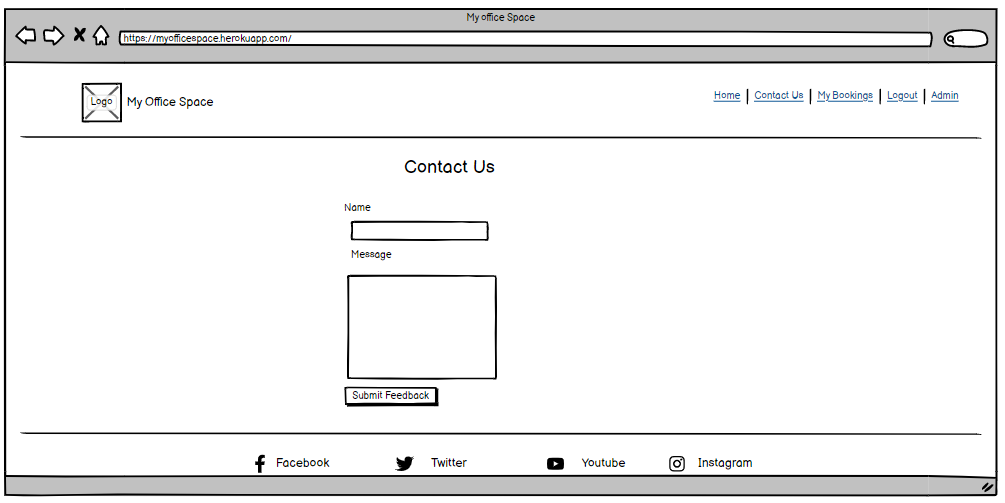 My office Space
https://myofficespace.herokuapp.com/
Logo My Office Space
Home | Contact Us | My Bookings | Logout | Admin
Contact Us
Name
Message
Submit Feedback
Facebook Twitter Youtube Instagram